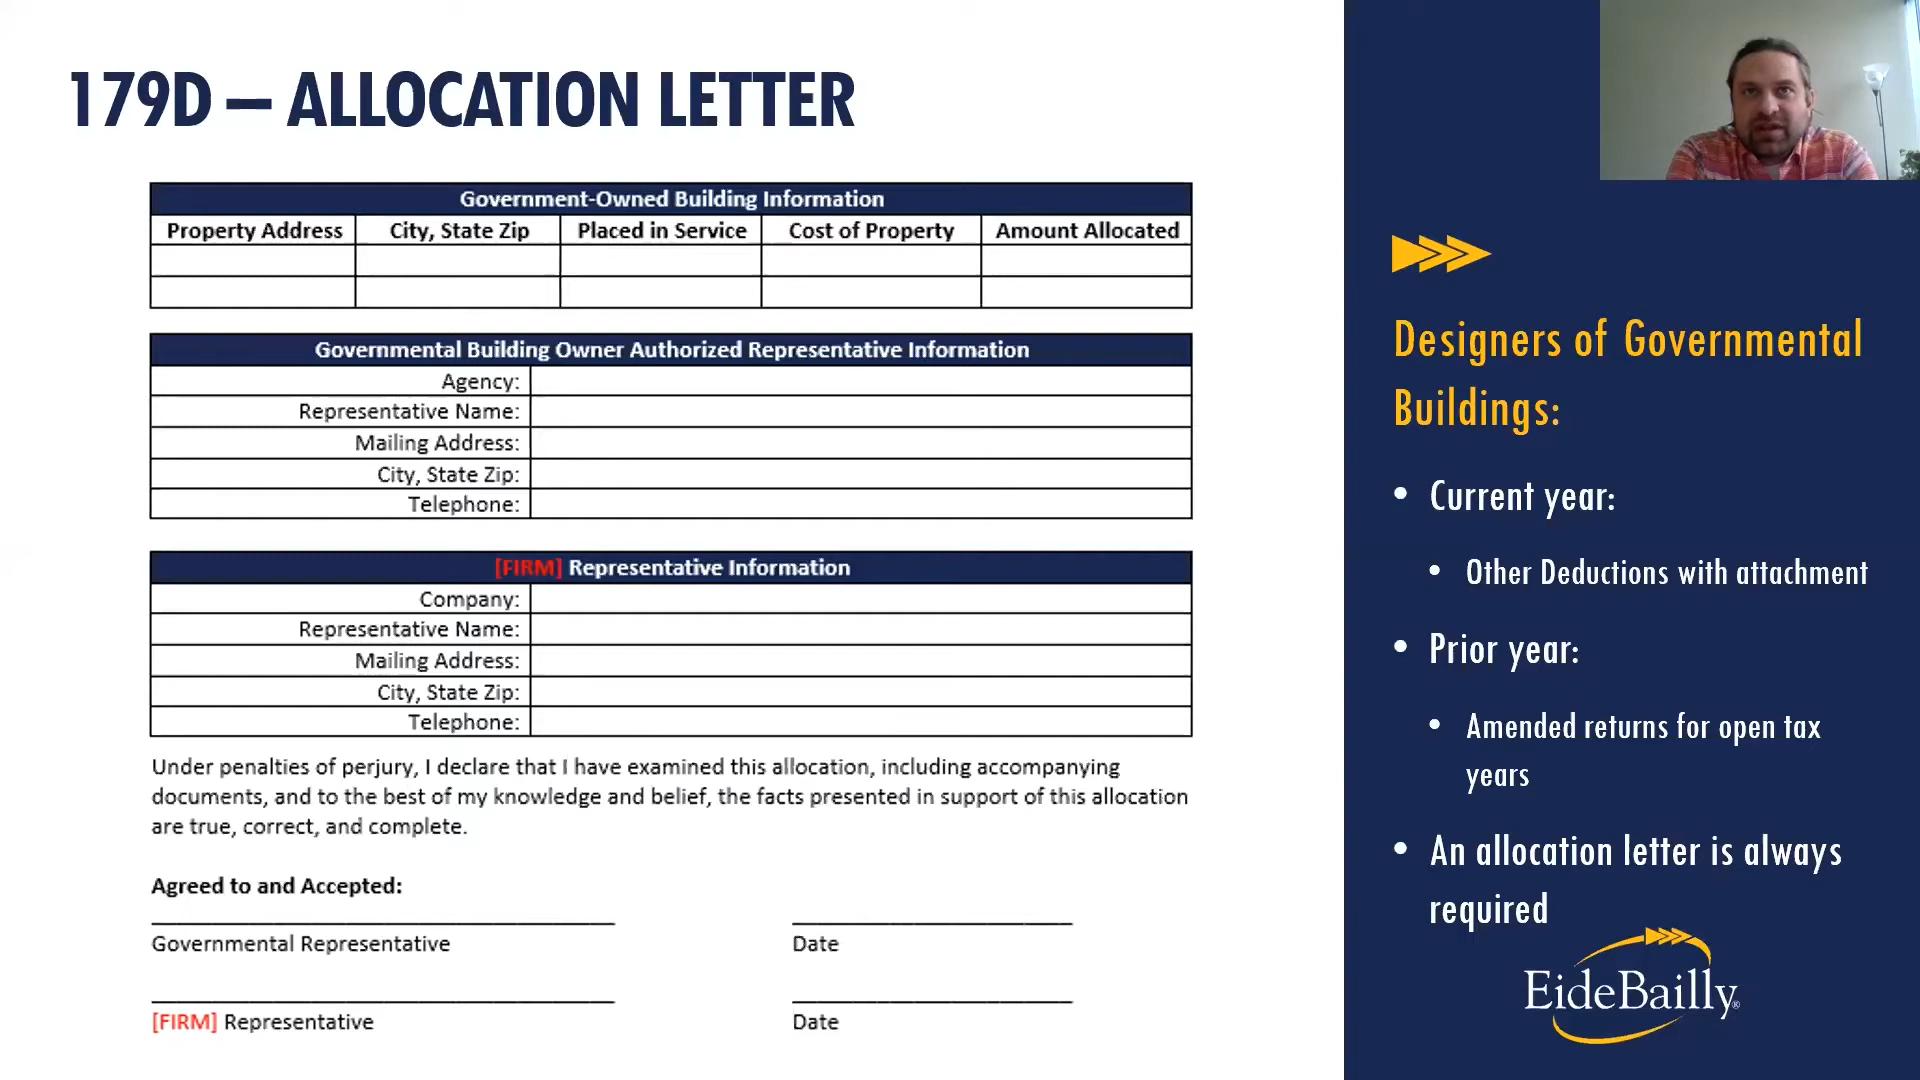 179D – ALLOCATION LETTER
Government-Owned Building Information
Property Address City, State Zip Placed in Service Cost of Property Amount Allocated
Governmental Building Owner Authorized Representative Information
Agency:
Representative Name:
Mailing Address:
City, State Zip:
Telephone:
[FIRM] Representative Information
Company:
Representative Name:
Mailing Address:
City, State Zip:
Telephone:
Under penalties of perjury, I declare that I have examined this allocation, including accompanying
documents, and to the best of my knowledge and belief, the facts presented in support of this allocation
are true, correct, and complete.
Agreed to and Accepted:
Governmental Representative Date
[FIRM] Representative Date
Designers of Governmental
Buildings:
• Current year:
• Other Deductions with attachment
• Prior year:
• Amended returns for open tax
years
• An allocation letter is always
required
EideBailly®